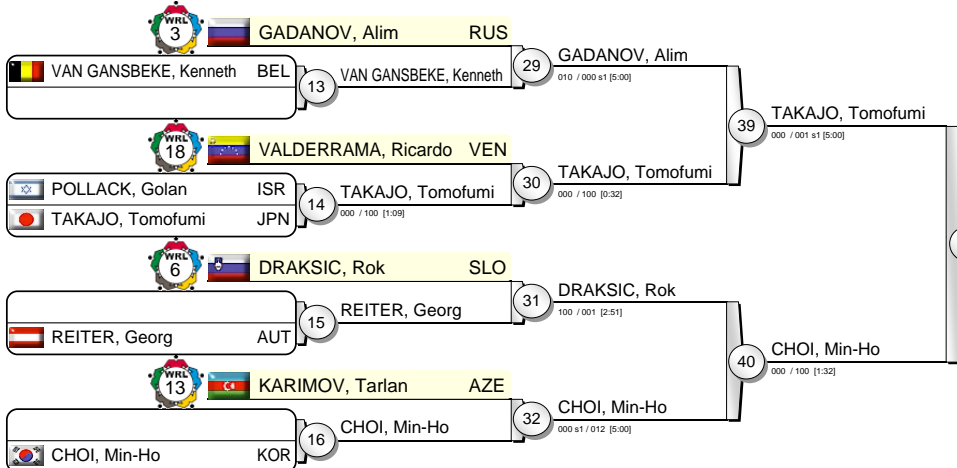 WRL
3
GADANOV, Alim RUS
VAN GANSBEKE, Kenneth BEL
13
VAN GANSBEKE, Kenneth
29
GADANOV, Alim
010 / 000 s1 [5:00]
39
TAKAJO, Tomofumi
000 / 001 s1 [5:00]
WRL
18
VALDERRAMA, Ricardo VEN
POLLACK, Golan ISR
TAKAJO, Tomofumi JPN
14
TAKAJO, Tomofumi
000 / 100 [1:09]
30
TAKAJO, Tomofumi
000 / 100 [0:32]
WRL
6
DRAKSIC, Rok SLO
REITER, Georg AUT
15
REITER, Georg
31
DRAKSIC, Rok
100 / 001 [2:51]
40
CHOI, Min-Ho
000 / 100 [1:32]
WRL
13
KARIMOV, Tarlan AZE
CHOI, Min-Ho KOR
16
CHOI, Min-Ho
32
CHOI, Min-Ho
000 s1 / 012 [5:00]